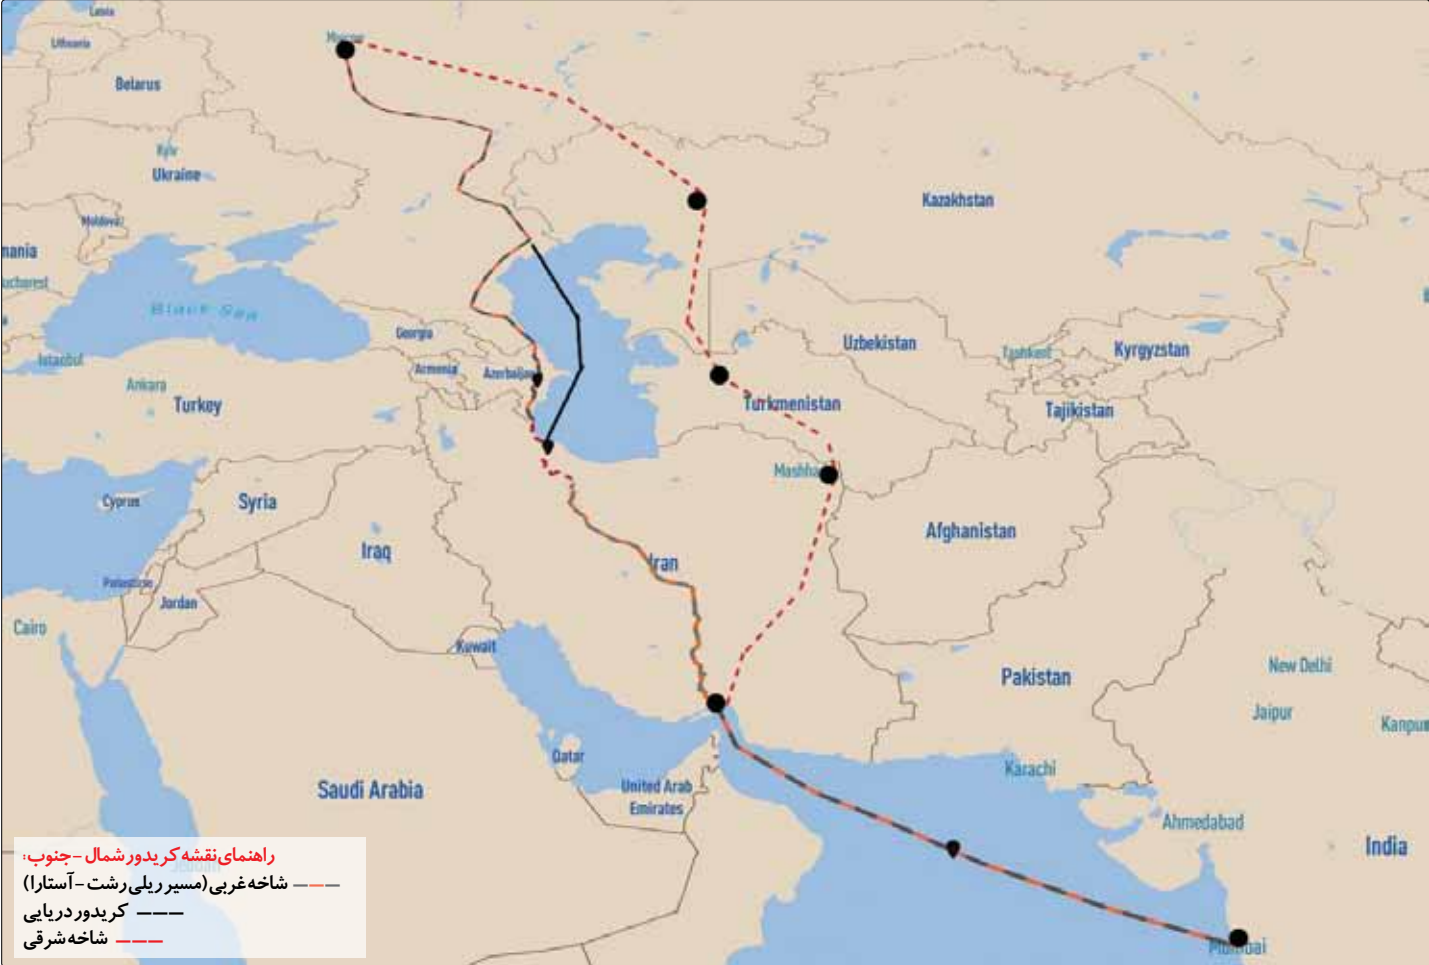 Latvia
Lithuania
Belarus
Kyiv
Ukraine
Moldova
mania
ucharest
Black Sea
Istanbul
Ankara
Turkey
Georgia
Armenia
Azerbaijan
Kazakhstan
Uzbekistan
Tashkent
Kyrgyzstan
Turkmenistan
Tajikistan
Cyprus
Syria
Iraq
Iran
Afghanistan
Palestine
Jordan
Cairo
Kuwait
Pakistan
New Delhi
Jaipur
Kanpur
Qatar
Karachi
United Arab
Emirates
Saudi Arabia
Ahmedabad
India
راهنمای نقشه کریدور شمال - جنوب:
شاخه غربی (مسیر ریلی رشت - آستارا)
کریدور دریایی
شاخه شرقی